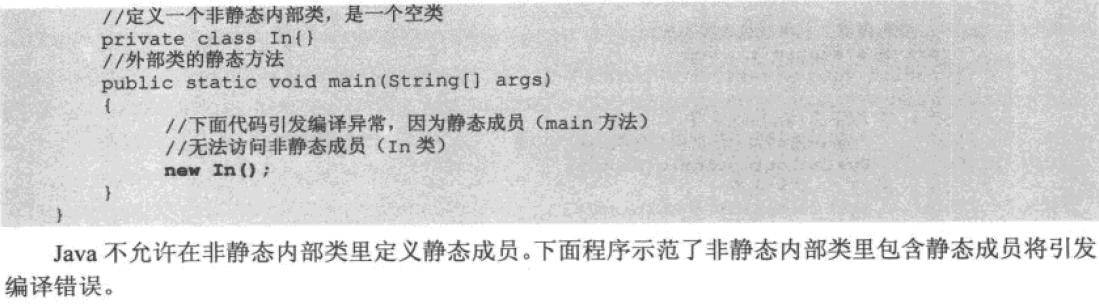 //定义一个非静态内部类，是一个空类
private class In{}
//外部类的静态方法
public static void main(String[] args)
{
//下面代码引发编译异常，因为静态成员（main 方法）
//无法访问非静态成员（In 类）
new In();
}
}
Java 不允许在非静态内部类里定义静态成员。下面程序示范了非静态内部类里包含静态成员将引发
编译错误。